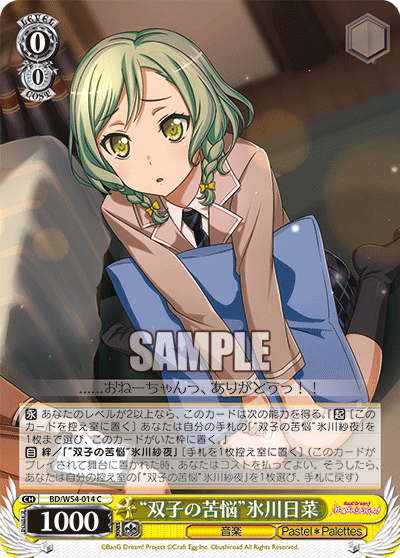 LEVEL
0
0
COST
SAMPLE
……おねーちゃんっ、ありがとうっ!!
永 あなたのレベルが2以上なら、このカードは次の能力を得る。『起［このカードを控え室に置く］あなたは自分の手札の「“双子の苦悩”氷川紗夜」を1枚まで選び、このカードがいた枠に置く。』
自 絆／「“双子の苦悩”氷川紗夜」［手札を1枚控え室に置く］（このカードがプレイされて舞台に置かれた時、あなたはコストを払ってよい。そうしたら、あなたは自分の控え室の「“双子の苦悩”氷川紗夜」を1枚選び、手札に戻す）
CH
BD/W54-014 C
1000
“双子の苦悩”氷川日菜
音楽
Pastel＊Palettes
©BanG Dream! Project ©Craft Egg Inc. ©bushiroad All Rights Reserved.